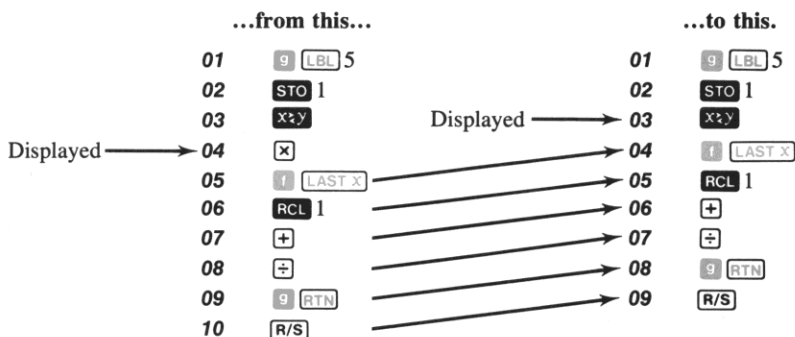 ...from this... ...to this.
01 g LBL 5 01 g LBL 5
02 STO 1 02 STO 1
03 x≷y Displayed 03 x≷y
Displayed 04 × 04 f LAST X
05 f LAST X 05 RCL 1
06 RCL 1 06 +
07 + 07 ÷
08 ÷ 08 g RTN
09 g RTN 09 R/S
10 R/S